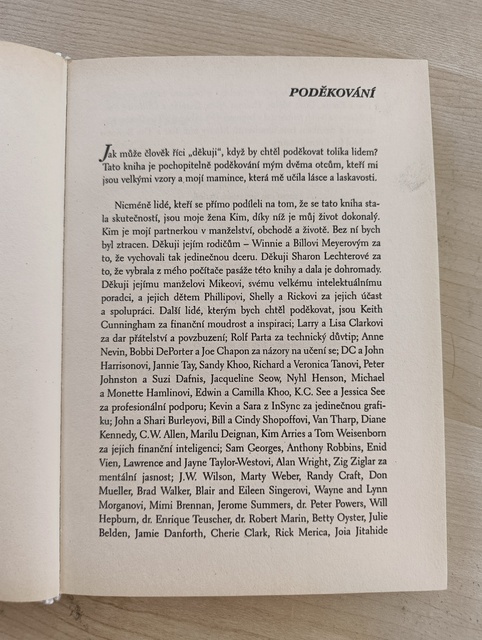 PODĚKOVÁNÍ
Jak může člověk říci „děkuji“, když by chtěl poděkovat tolika lidem?
Tato kniha je pochopitelně poděkování mým dvěma otcům, kteří mi
jsou velkými vzory a mojí mamince, která mě učila lásce a laskavosti.
Nicméně lidé, kteří se přímo podíleli na tom, že se tato kniha sta-
la skutečností, jsou moje žena Kim, díky níž je můj život dokonalý.
Kim je mojí partnerkou v manželství, obchodě a životě. Bez ní bych
byl ztracen. Děkuji jejím rodičům – Winnie a Billovi Meyerovým za
to, že vychovali tak jedinečnou dceru. Děkuji Sharon Lechterové za
to, že vybrala z mého počítače pasáže této knihy a dala je dohromady.
Děkuji jejímu manželovi Mikeovi, svému velkému intelektuálnímu
poradci, a jejich dětem Phillipovi, Shelly a Rickovi za jejich účast
a spolupráci. Další lidé, kterým bych chtěl poděkovat, jsou Keith
Cunningham za finanční moudrost a inspiraci; Larry a Lisa Clarkovi
za dar přátelství a povzbuzení; Rolf Parta za technický důvtip; Anne
Nevin, Bobbi DePorter a Joe Chapon za názory na učení se; DC a John
Harrisonovi, Jannie Tay, Sandy Khoo, Richard a Veronica Tanovi, Peter
Johnston a Suzi Dafnis, Jacqueline Seow, Nyhl Henson, Michael
a Monette Hamlinovi, Edwin a Camilla Khoo, K.C. See a Jessica See
za profesionální podporu; Kevin a Sara z InSync za jedinečnou grafi-
ku; John a Shari Burleyovi, Bill a Cindy Shopoffovi, Van Tharp, Diane
Kennedy, C.W. Allen, Marilu Deignan, Kim Arries a Tom Weisenborn
za jejich finanční inteligenci; Sam Georges, Anthony Robbins, Enid
Vien, Lawrence and Jayne Taylor-Westovi, Alan Wright, Zig Ziglar za
mentální jasnost; J.W. Wilson, Marty Weber, Randy Craft, Don
Mueller, Brad Walker, Blair and Eileen Singerovi, Wayne and Lynn
Morganovi, Mimi Brennan, Jerome Summers, dr. Peter Powers, Will
Hepburn, dr. Enrique Teuscher, dr. Robert Marin, Betty Oyster, Julie
Belden, Jamie Danforth, Cherie Clark, Rick Merica, Joia Jitahide